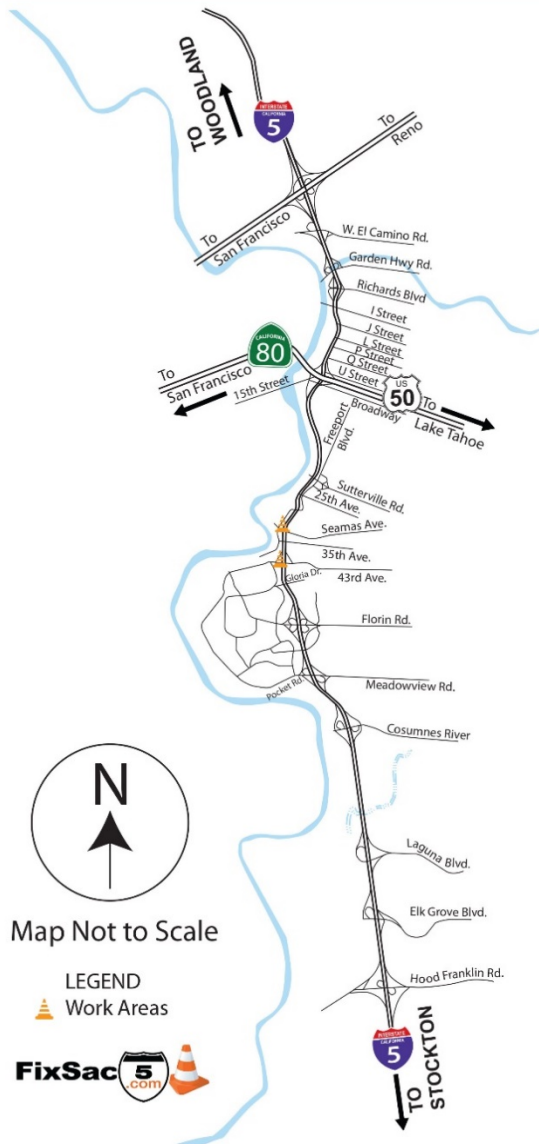 TO
WOODLAND
INTERSTATE
CALIFORNIA
5
To
Reno
To
San Francisco
W. El Camino Rd.
Garden Hwy Rd.
Richards Blvd
I Street
J Street
L Street
P Street
Q Street
U Street
CALIFORNIA
80
To
San Francisco
15th Street
US
50
To
Lake Tahoe
Broadway
Freeport
Blvd.
Sutterville Rd.
25th Ave.
Seamas Ave.
35th Ave.
43rd Ave.
Gloria Dr.
Florin Rd.
Pocket Rd.
Meadowview Rd.
Cosumnes River
Laguna Blvd.
Elk Grove Blvd.
Hood Franklin Rd.
INTERSTATE
CALIFORNIA
5
TO
STOCKTON
N
Map Not to Scale
LEGEND
Work Areas
FixSac 5
.com